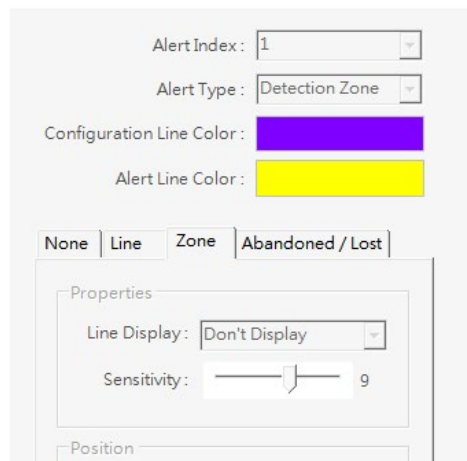 Alert Index : 1
Alert Type : Detection Zone
Configuration Line Color :
Alert Line Color :
None Line Zone Abandoned / Lost
Properties
Line Display : Don't Display
Sensitivity : 9
Position